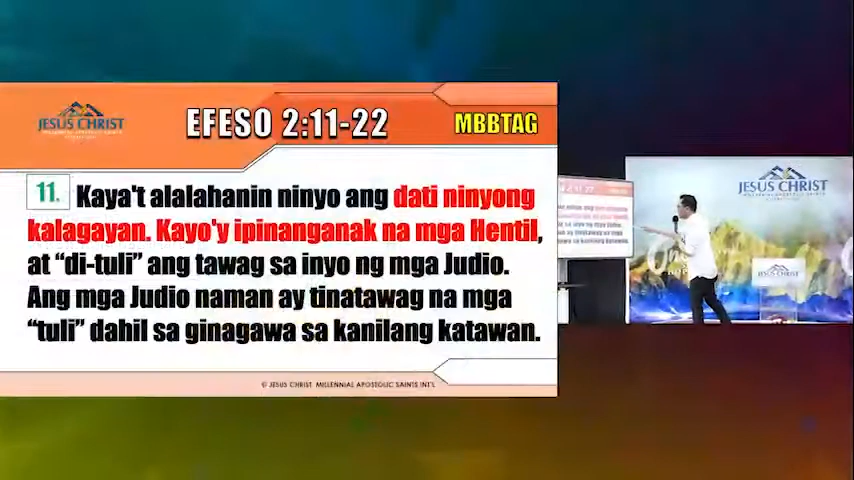 JESUS CHRIST
EFESO 2:11-22
MBBTAG
11. Kaya't alalahanin ninyo ang dati ninyong
kalagayan. Kayo'y ipinanganak na mga Hentil,
at “di-tuli” ang tawag sa inyo ng mga Judio.
Ang mga Judio naman ay tinatawag na mga
“tuli” dahil sa ginagawa sa kanilang katawan.
© JESUS CHRIST MILLENNIAL APOSTOLIC SAINTS INT'L
JESUS CHRIST
JESUS CHRIST